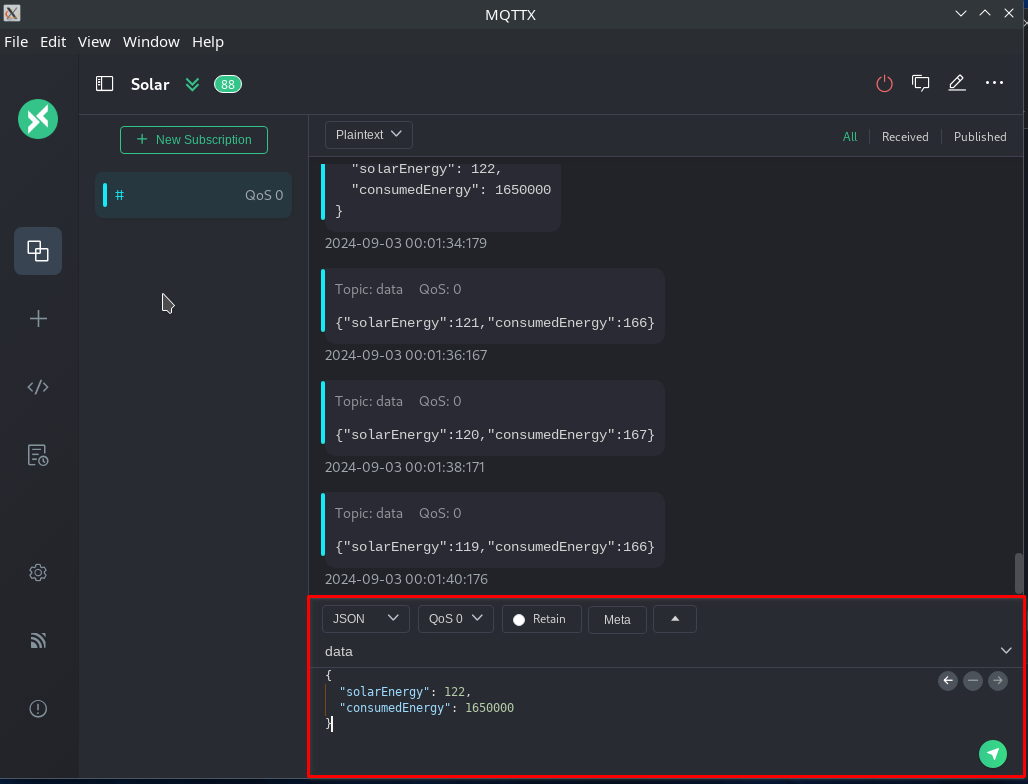 MQTTX
File Edit View Window Help
Solar 88
+ New Subscription
# QoS 0
Plaintext
All Received Published
"solarEnergy": 122,
"consumedEnergy": 1650000
}
2024-09-03 00:01:34:179
Topic: data QoS: 0
{"solarEnergy":121,"consumedEnergy":166}
2024-09-03 00:01:36:167
Topic: data QoS: 0
{"solarEnergy":120,"consumedEnergy":167}
2024-09-03 00:01:38:171
Topic: data QoS: 0
{"solarEnergy":119,"consumedEnergy":166}
2024-09-03 00:01:40:176
JSON QoS 0 Retain Meta
data
{
"solarEnergy": 122,
"consumedEnergy": 1650000
}